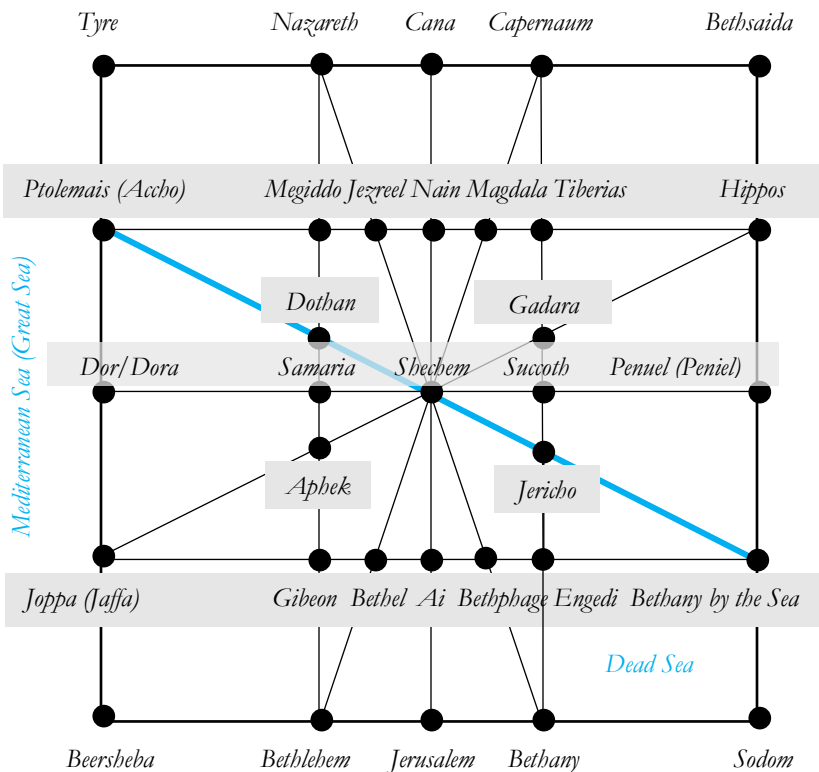 Tyre Nazareth Cana Capernaum Bethsaida
Ptolemais (Accho) Megiddo Jezreel Nain Magdala Tiberias Hippos
Mediterranean Sea (Great Sea)
Dothan Gadara
Dor/Dora Samaria Shechem Succoth Penuel (Peniel)
Aphek Jericho
Joppa (Jaffa) Gibeon Bethel Ai Bethphage Engedi Bethany by the Sea
Dead Sea
Beersheba Bethlehem Jerusalem Bethany Sodom